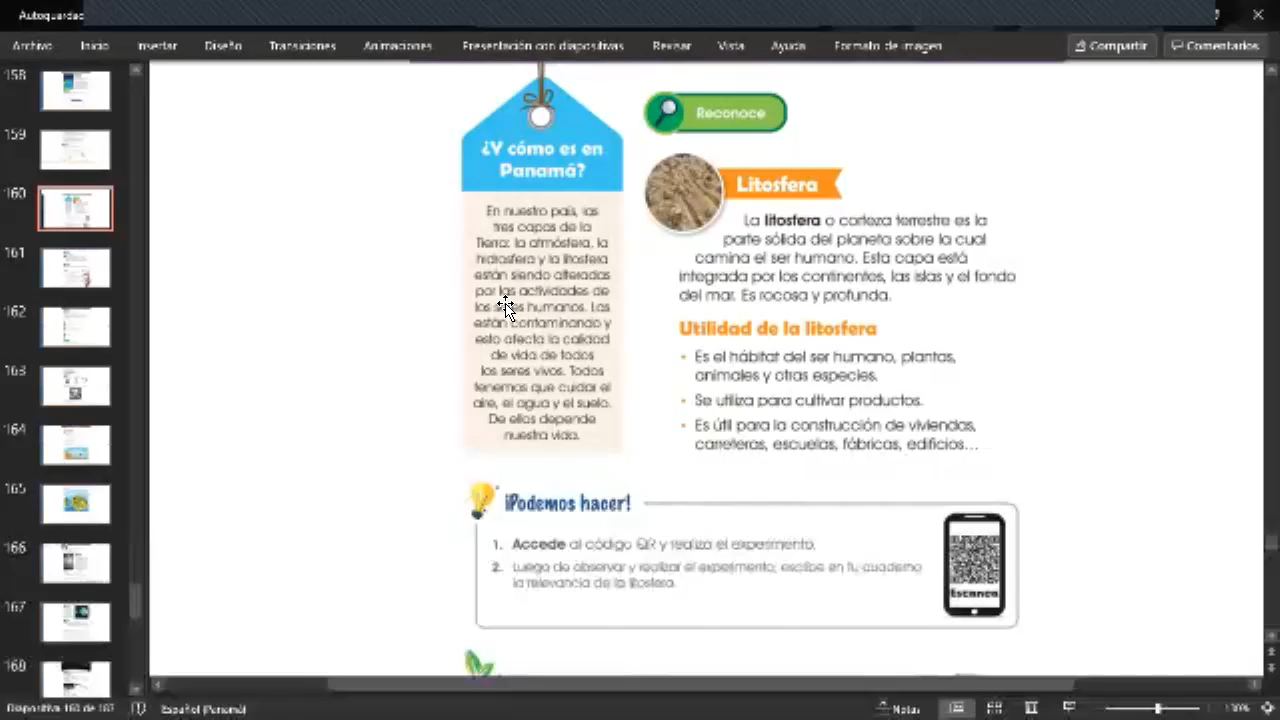 Autoguardado
Archivo Inicio Insertar Diseño Transiciones Animaciones Presentación con diapositivas Revisar Vista Ayuda Formato de imagen Compartir Comentarios
158
159
160
161
162
163
164
165
166
167
168
¿Y cómo es en
Panamá?
En nuestro país, las
tres capas de la
Tierra: la atmósfera, la
hidrosfera y la litosfera
están siendo alteradas
por las actividades de
los seres humanos. Las
están contaminando y
esto afecta la calidad
de vida de todos
los seres vivos. Todos
tenemos que cuidar el
aire, el agua y el suelo.
De ellos depende
nuestra vida.
Reconoce
Litosfera
La litosfera o corteza terrestre es la
parte sólida del planeta sobre la cual
camina el ser humano. Esta capa está
integrada por los continentes, las islas y el fondo
del mar. Es rocosa y profunda.
Utilidad de la litosfera
• Es el hábitat del ser humano, plantas,
animales y otras especies.
• Se utiliza para cultivar productos.
• Es útil para la construcción de viviendas,
carreteras, escuelas, fábricas, edificios...
¡Podemos hacer!
1. Accede al código QR y realiza el experimento.
2. Luego de observar y realizar el experimento, escribe en tu cuaderno
la relevancia de la litosfera.
Escanea
Diapositiva 160 de 187 Español (Panamá) Notas 130%